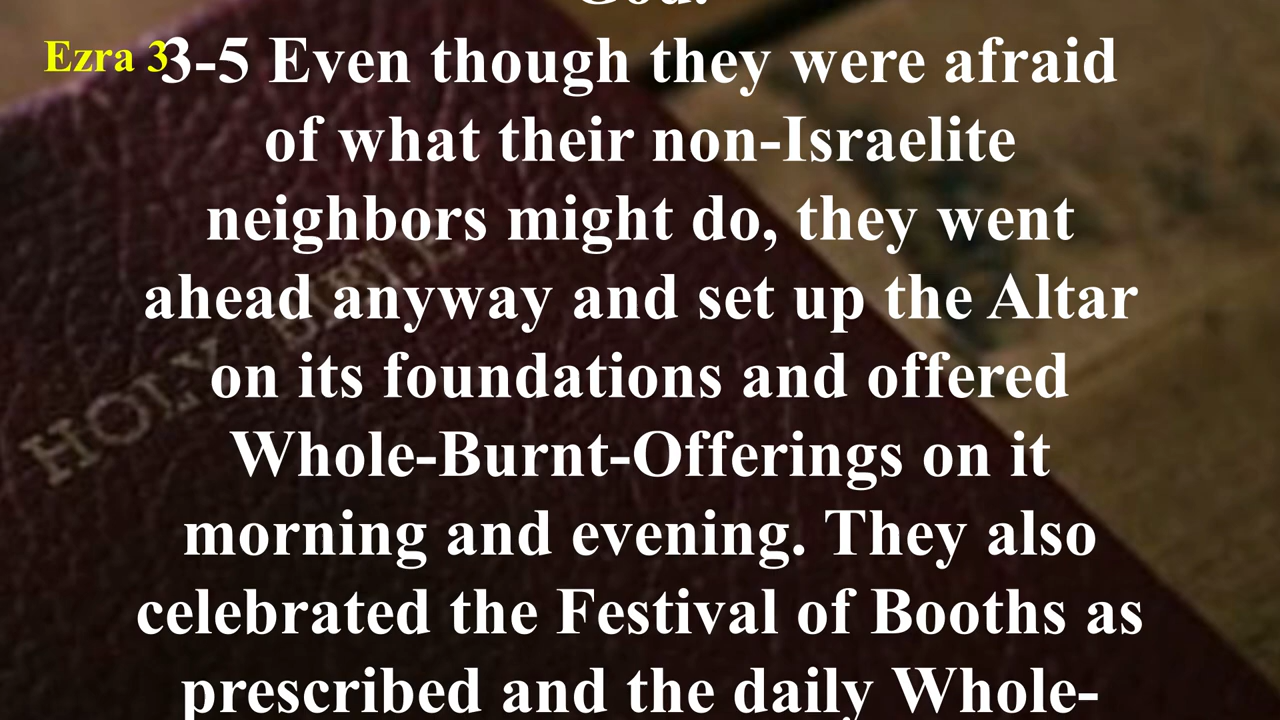 God.
Ezra 3
3-5 Even though they were afraid
of what their non-Israelite
neighbors might do, they went
ahead anyway and set up the Altar
on its foundations and offered
Whole-Burnt-Offerings on it
morning and evening. They also
celebrated the Festival of Booths as
prescribed and the daily Whole-
HOLY BIBLE